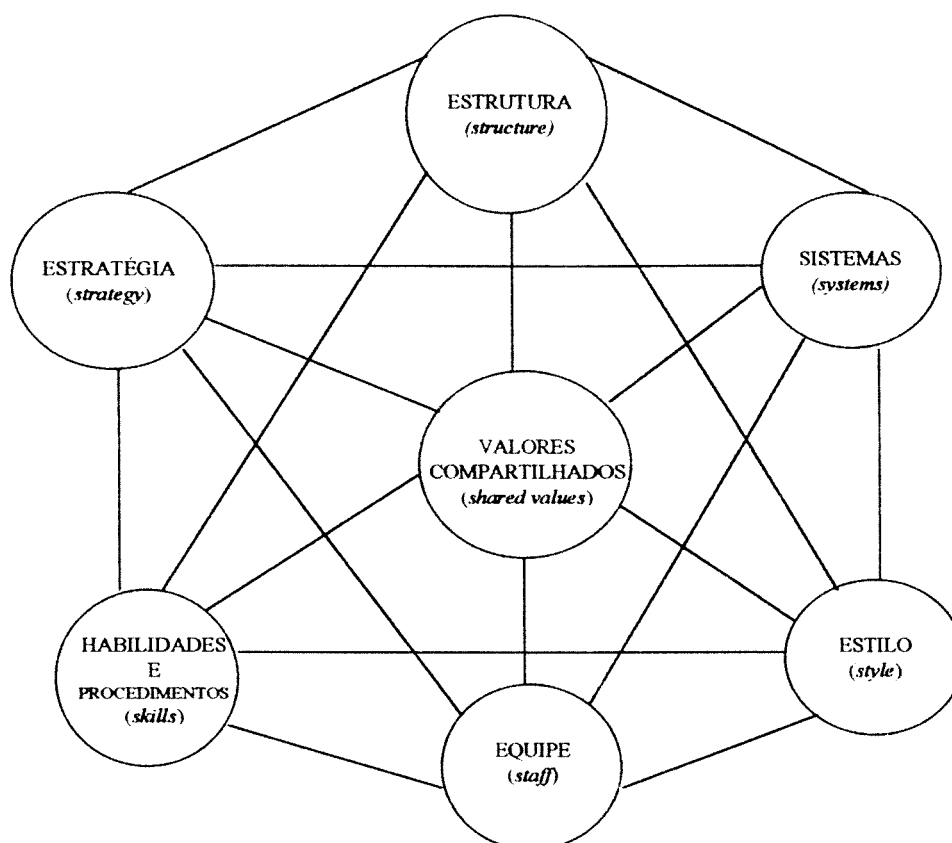 ESTRUTURA
(structure)
ESTRATÉGIA
(strategy)
SISTEMAS
(systems)
VALORES
COMPARTILHADOS
(shared values)
HABILIDADES
E
PROCEDIMENTOS
(skills)
ESTILO
(style)
EQUIPE
(staff)